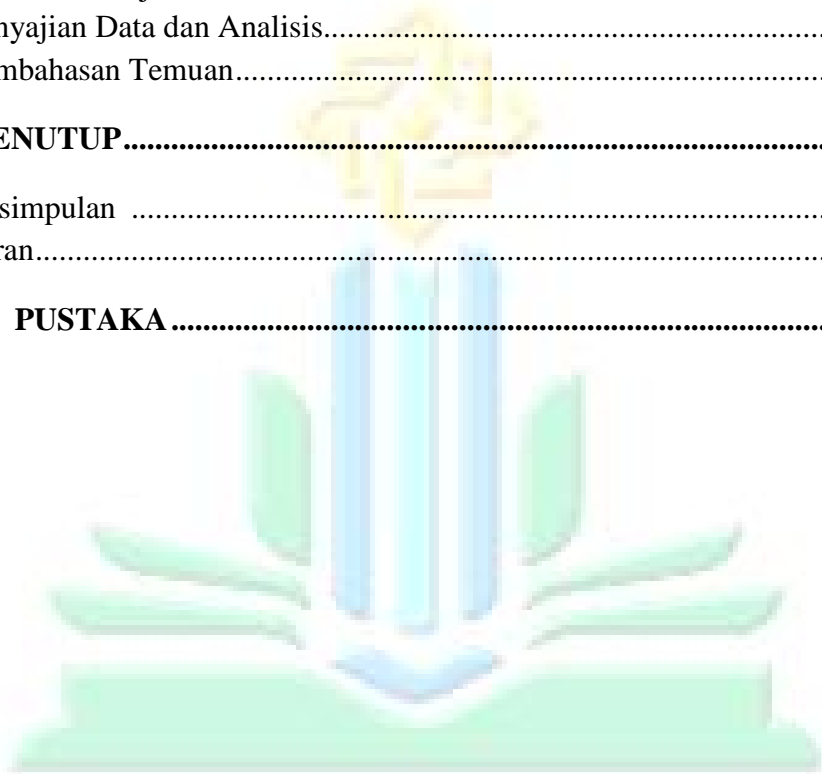 nyajian Data dan Analisis................................................................
mbahasan Temuan............................................................................
ENUTUP............................................................................................
simpulan ..........................................................................................
ran.....................................................................................................
PUSTAKA.........................................................................................